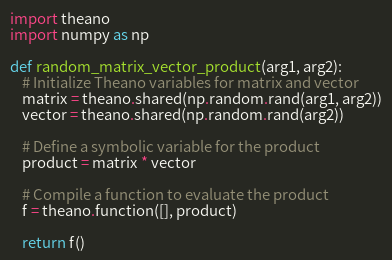 import theano
import numpy as np
def random_matrix_vector_product(arg1, arg2):
# Initialize Theano variables for matrix and vector
matrix = theano.shared(np.random.rand(arg1, arg2))
vector = theano.shared(np.random.rand(arg2))
# Define a symbolic variable for the product
product = matrix * vector
# Compile a function to evaluate the product
f = theano.function([], product)
return f()